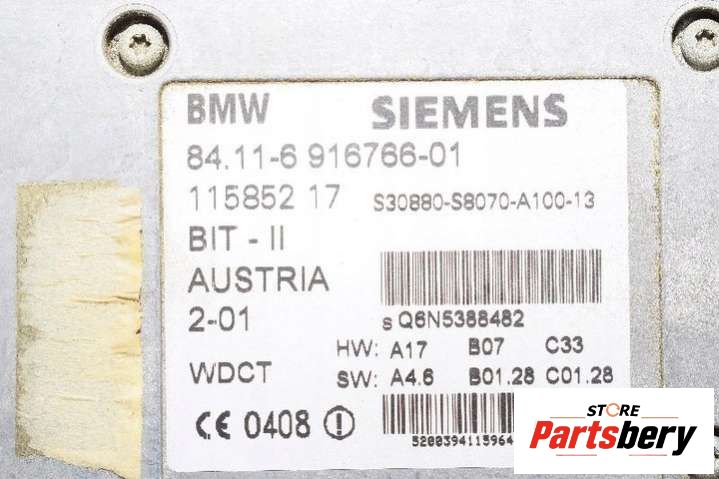 BMW SIEMENS
84.11-6 916766-01
115852 17 S30880-S8070-A100-13
BIT - II
AUSTRIA
2-01 s Q6N5388482
HW: A17 B07 C33
WDCT SW: A4.6 B01.28 C01.28
CE 0408
5200394115964
STORE
Partsbery